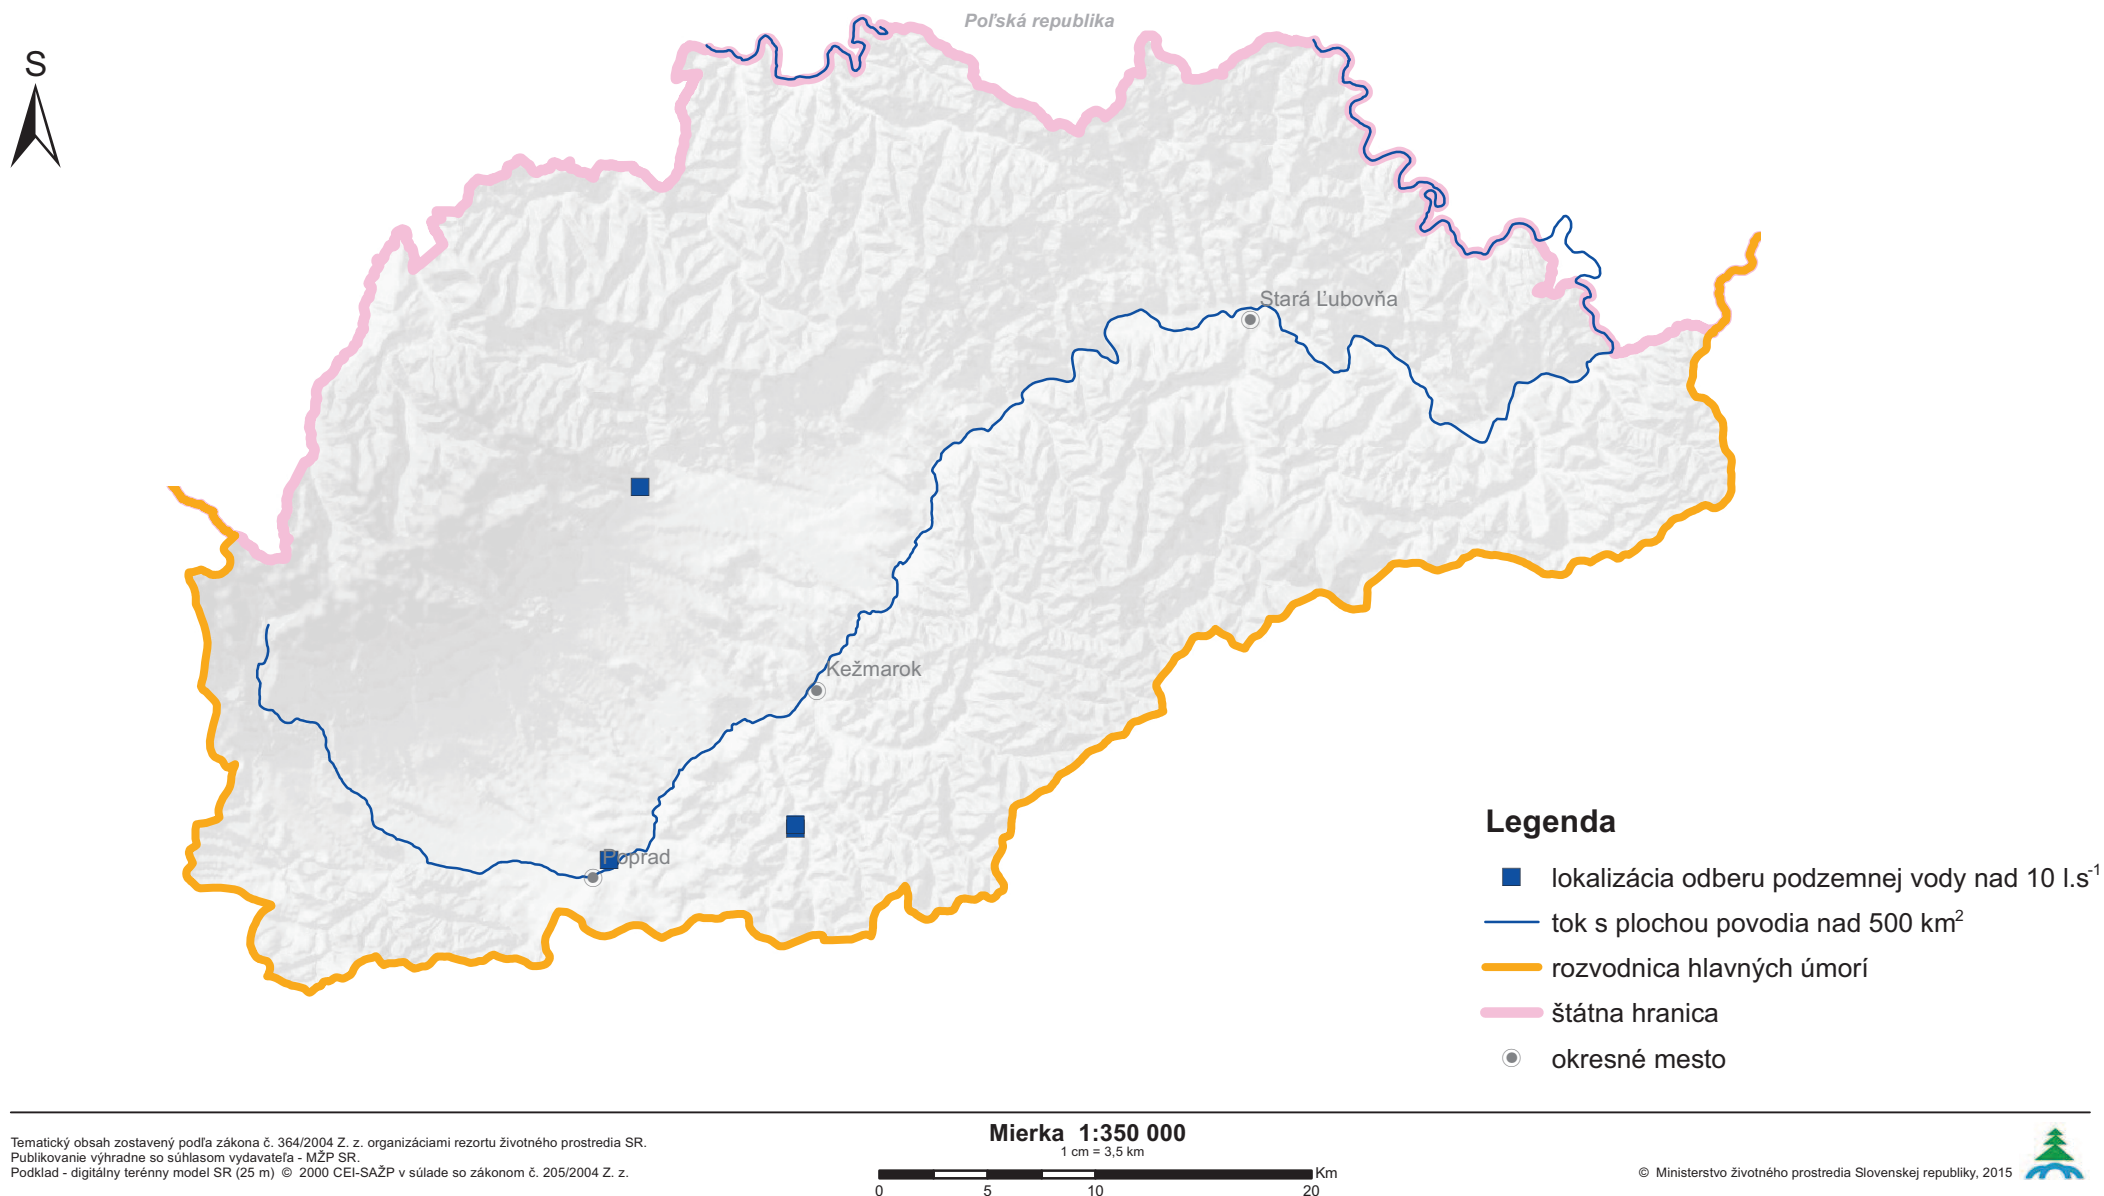 Poľská republika
S
Stará Ľubovňa
Kežmarok
Poprad
Legenda
lokalizácia odberu podzemnej vody nad 10 l.s⁻¹
tok s plochou povodia nad 500 km²
rozvodnica hlavných úmorí
štátna hranica
okresné mesto
Tematický obsah zostavený podľa zákona č. 364/2004 Z. z. organizáciami rezortu životného prostredia SR.
Publikovanie výhradne so súhlasom vydavateľa - MŽP SR.
Podklad - digitálny terénny model SR (25 m) © 2000 CEI-SAŽP v súlade so zákonom č. 205/2004 Z. z.
Mierka 1:350 000
1 cm = 3,5 km
Km
0 5 10 20
© Ministerstvo životného prostredia Slovenskej republiky, 2015